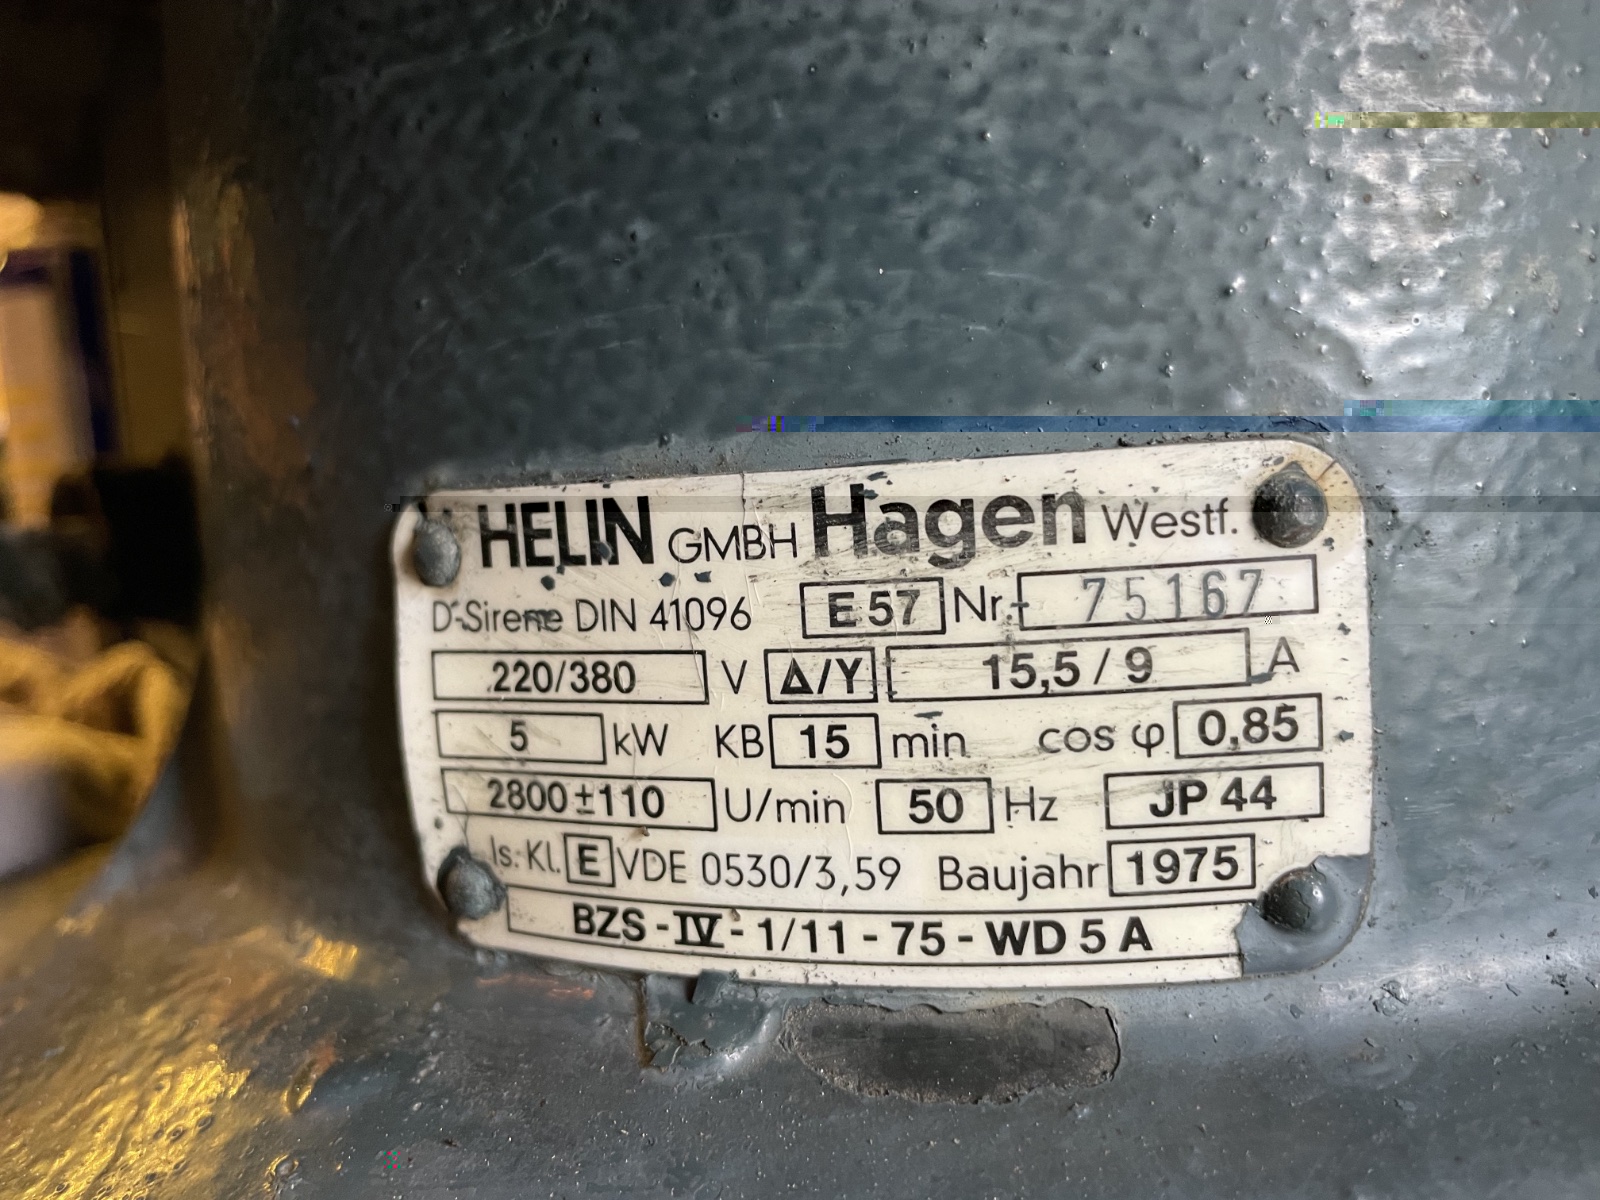 HELIN GMBH Hagen Westf.
D-Sirene DIN 41096 E 57 Nr. 75167
220/380 V Δ/Y 15,5 / 9 A
5 kW KB 15 min cos φ 0,85
2800 ± 110 U/min 50 Hz JP 44
Is. Kl. E VDE 0530/3,59 Baujahr 1975
BZS - IV - 1/11 - 75 - WD 5 A